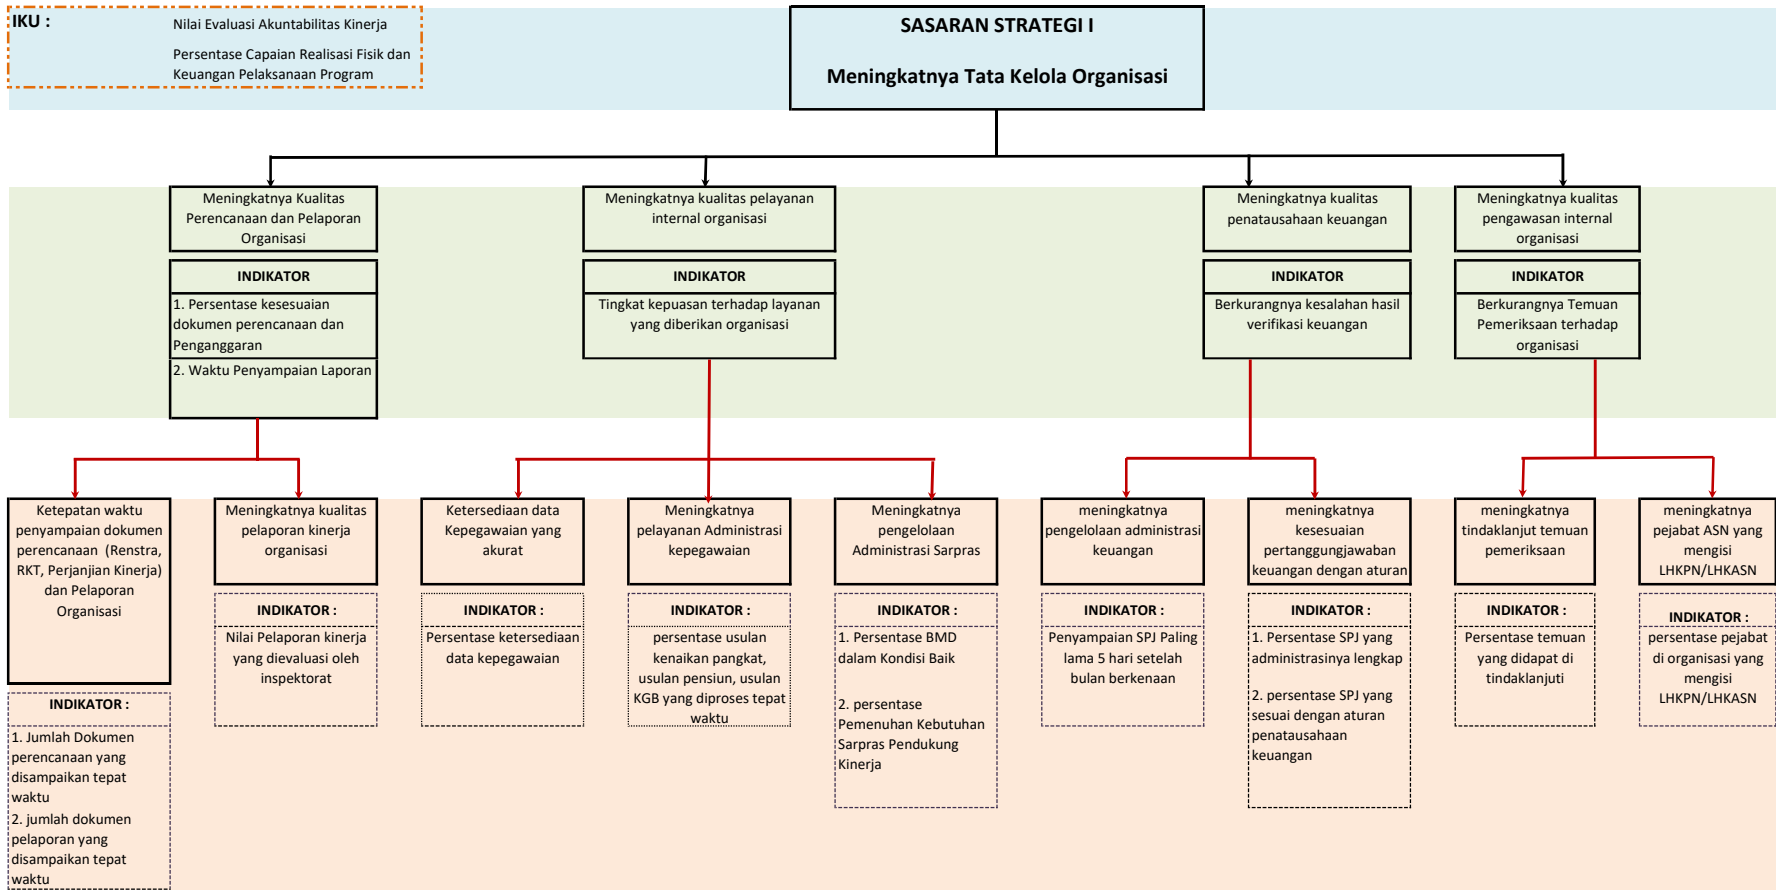 IKU :
Nilai Evaluasi Akuntabilitas Kinerja
Persentase Capaian Realisasi Fisik dan
Keuangan Pelaksanaan Program
SASARAN STRATEGI I
Meningkatnya Tata Kelola Organisasi
Meningkatnya Kualitas
Perencanaan dan Pelaporan
Organisasi
INDIKATOR
1. Persentase kesesuaian
dokumen perencanaan dan
Penganggaran
2. Waktu Penyampaian Laporan
Meningkatnya kualitas pelayanan
internal organisasi
INDIKATOR
Tingkat kepuasan terhadap layanan
yang diberikan organisasi
Meningkatnya kualitas
penatausahaan keuangan
INDIKATOR
Berkurangnya kesalahan hasil
verifikasi keuangan
Meningkatnya kualitas
pengawasan internal
organisasi
INDIKATOR
Berkurangnya Temuan
Pemeriksaan terhadap
organisasi
Ketepatan waktu
penyampaian dokumen
perencanaan  (Renstra,
RKT, Perjanjian Kinerja)
dan Pelaporan
Organisasi
INDIKATOR :
1. Jumlah Dokumen
perencanaan yang
disampaikan tepat
waktu
2. jumlah dokumen
pelaporan yang
disampaikan tepat
waktu
Meningkatnya kualitas
pelaporan kinerja
organisasi
INDIKATOR :
Nilai Pelaporan kinerja
yang dievaluasi oleh
inspektorat
Ketersediaan data
Kepegawaian yang
akurat
INDIKATOR :
Persentase ketersediaan
data kepegawaian
Meningkatnya
pelayanan Administrasi
kepegawaian
INDIKATOR :
persentase usulan
kenaikan pangkat,
usulan pensiun, usulan
KGB yang diproses tepat
waktu
Meningkatnya
pengelolaan
Administrasi Sarpras
INDIKATOR :
1. Persentase BMD
dalam Kondisi Baik
2. persentase
Pemenuhan Kebutuhan
Sarpras Pendukung
Kinerja
meningkatnya
pengelolaan administrasi
keuangan
INDIKATOR :
Penyampaian SPJ Paling
lama 5 hari setelah
bulan berkenaan
meningkatnya
kesesuaian
pertanggungjawaban
keuangan dengan aturan
INDIKATOR :
1. Persentase SPJ yang
administrasinya lengkap
2. persentase SPJ yang
sesuai dengan aturan
penatausahaan
keuangan
meningkatnya
tindaklanjut temuan
pemeriksaan
INDIKATOR :
Persentase temuan
yang didapat di
tindaklanjuti
meningkatnya
pejabat ASN yang
mengisi
LHKPN/LHKASN
INDIKATOR :
persentase pejabat
di organisasi yang
mengisi
LHKPN/LHKASN